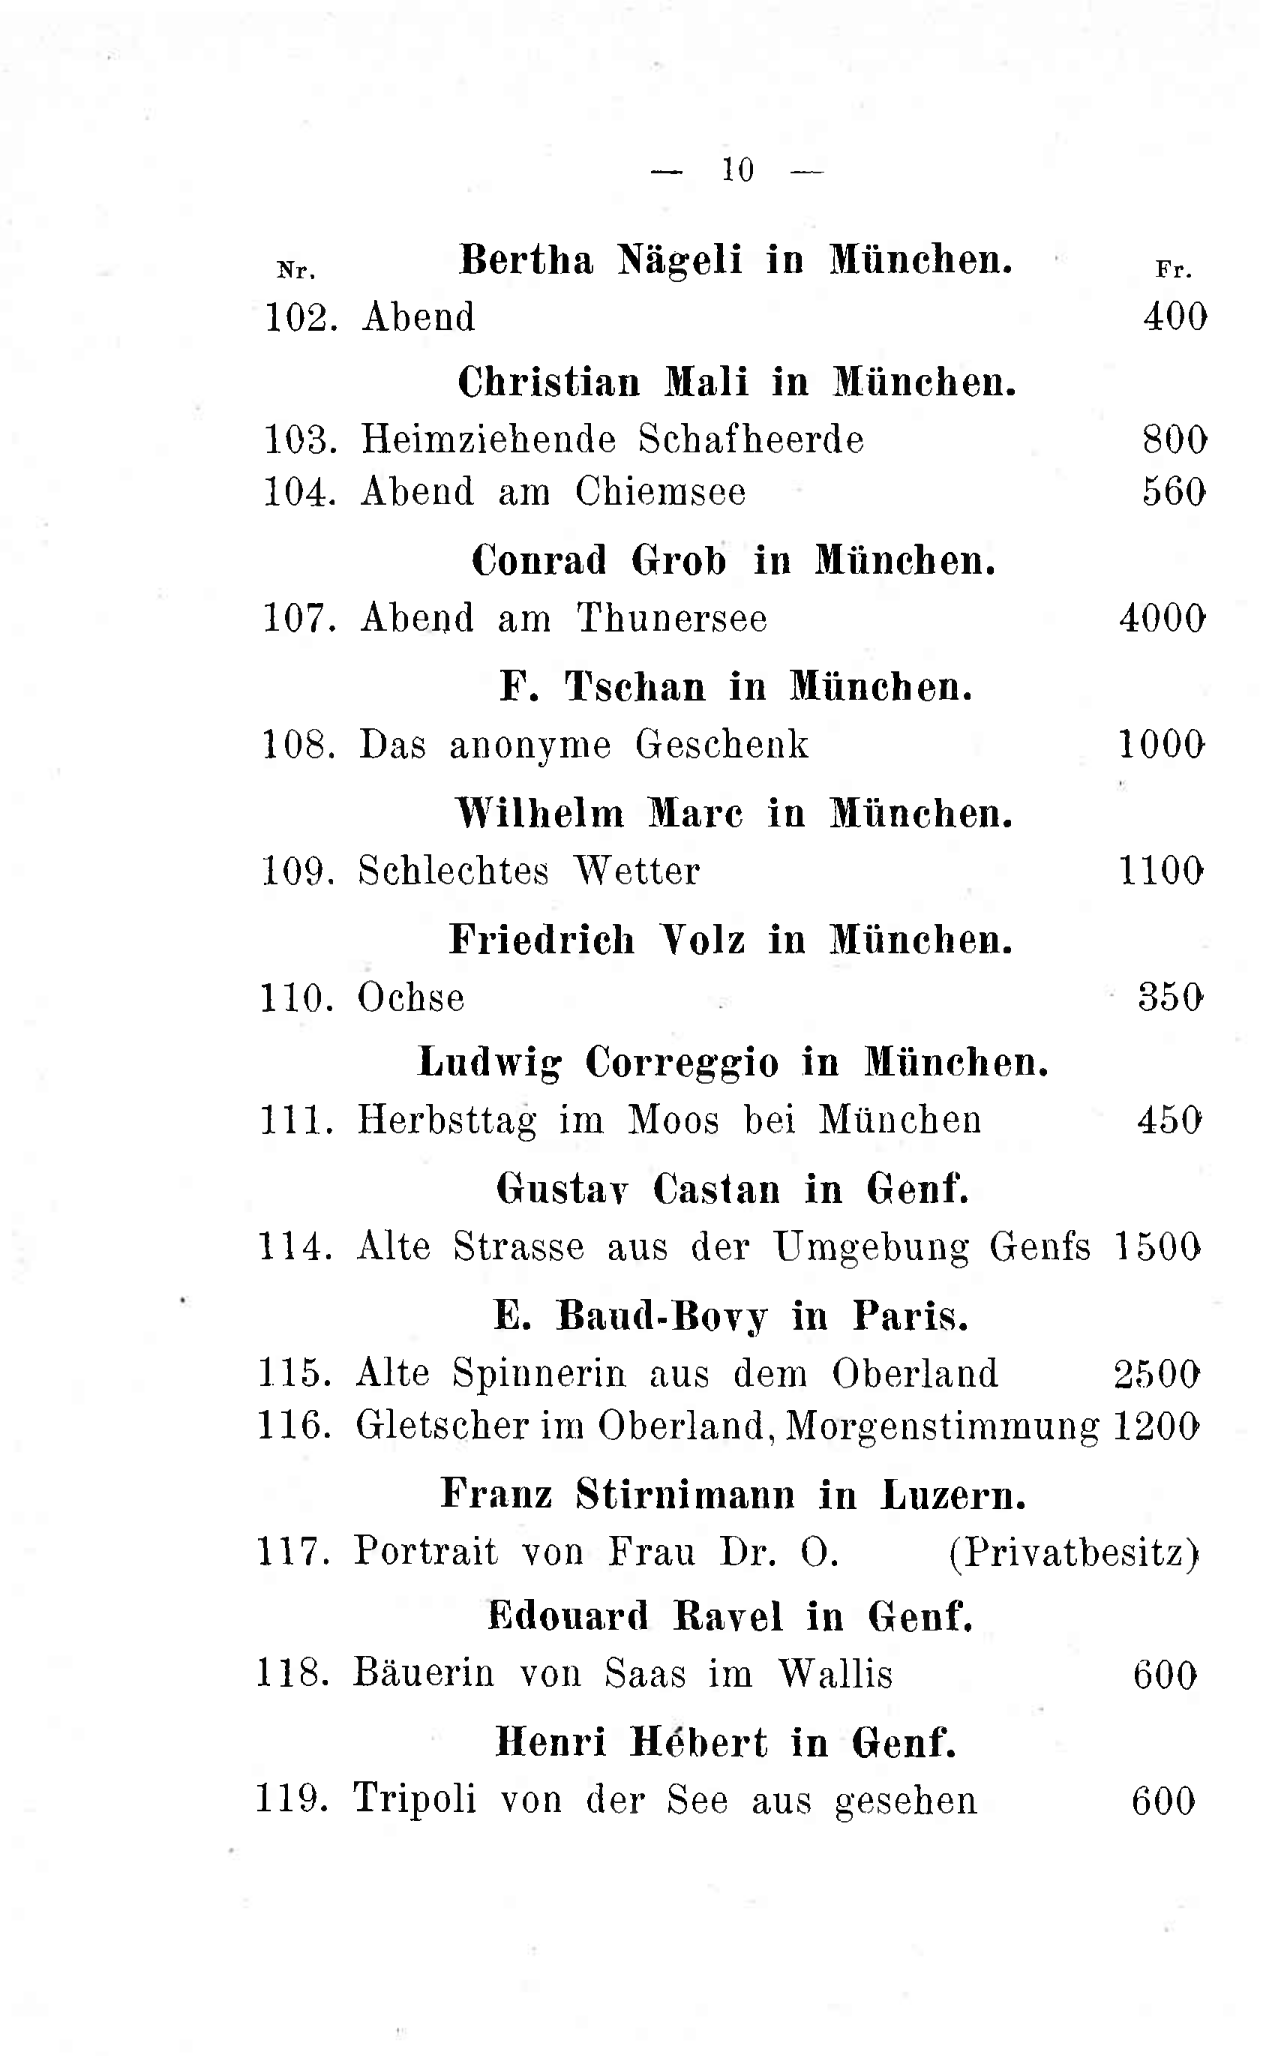 — 10 —
Nr. Bertha Nägeli in München. Fr.
102. Abend 400
Christian Mali in München.
103. Heimziehende Schafheerde 800
104. Abend am Chiemsee 560
Conrad Grob in München.
107. Abend am Thunersee 4000
F. Tschan in München.
108. Das anonyme Geschenk 1000
Wilhelm Marc in München.
109. Schlechtes Wetter 1100
Friedrich Volz in München.
110. Ochse 350
Ludwig Correggio in München.
111. Herbsttag im Moos bei München 450
Gustav Castan in Genf.
114. Alte Strasse aus der Umgebung Genfs 1500
E. Baud-Bovy in Paris.
115. Alte Spinnerin aus dem Oberland 2500
116. Gletscher im Oberland, Morgenstimmung 1200
Franz Stirnimann in Luzern.
117. Portrait von Frau Dr. O. (Privatbesitz)
Edouard Ravel in Genf.
118. Bäuerin von Saas im Wallis 600
Henri Hébert in Genf.
119. Tripoli von der See aus gesehen 600